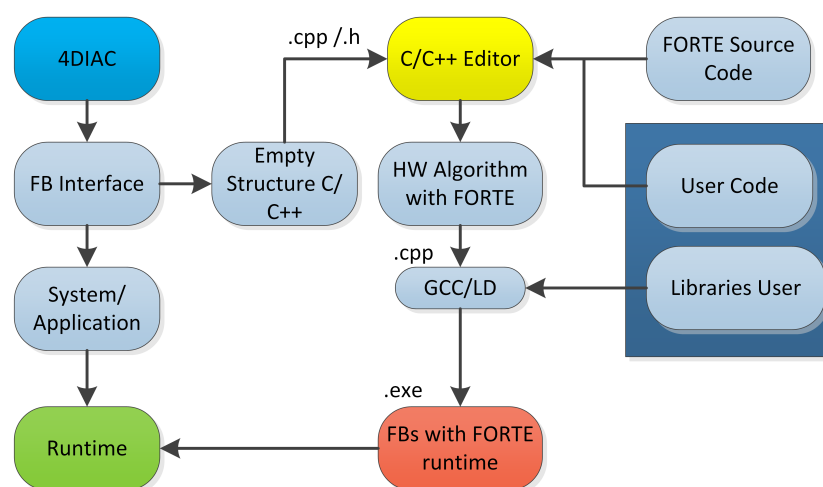 .cpp /.h
4DIAC
C/C++ Editor
FORTE Source
Code
FB Interface
Empty
Structure C/
C++
HW Algorithm
with FORTE
User Code
.cpp
System/
Application
GCC/LD
Libraries User
.exe
Runtime
FBs with FORTE
runtime